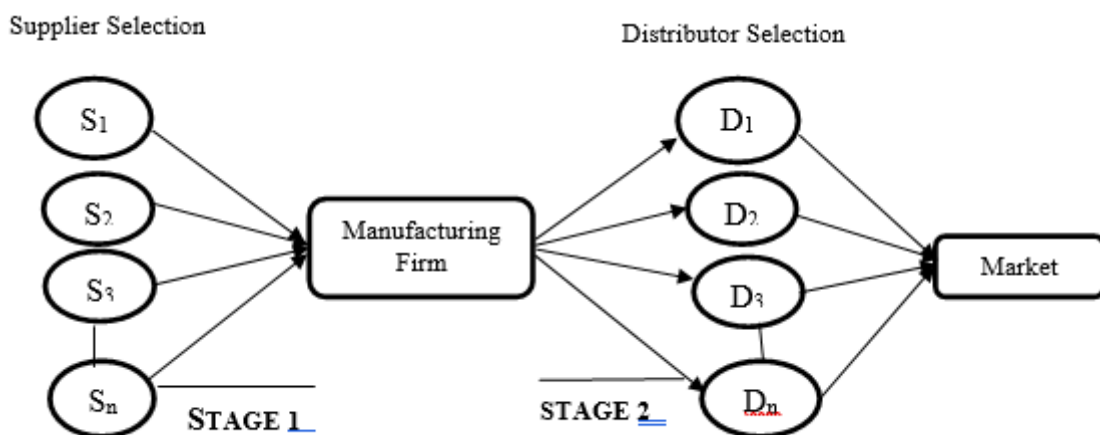 Supplier Selection
Distributor Selection
S1
S2
S3
Sn
Manufacturing
Firm
D1
D2
D3
Dn
Market
STAGE 1
STAGE 2